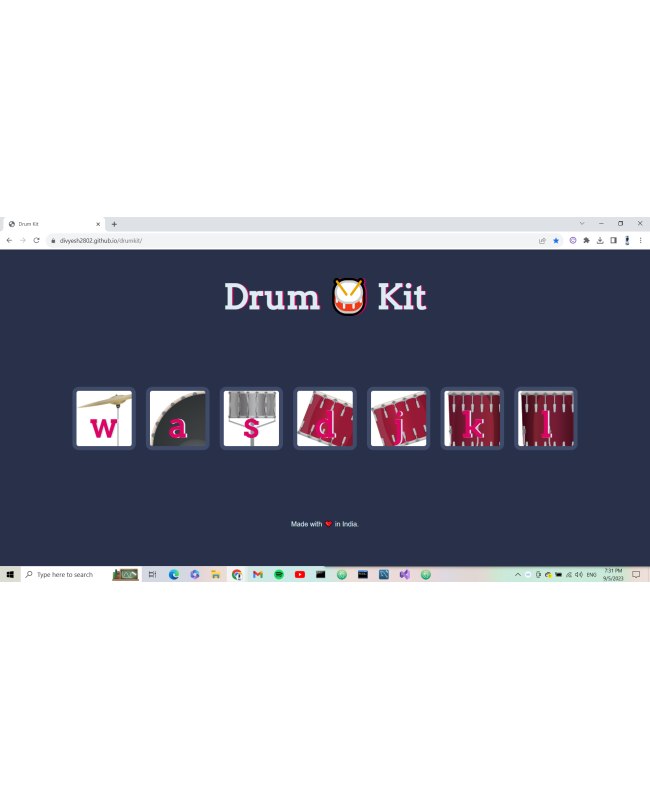 Drum Kit
divyesh2802.github.io/drumkit/
Drum Kit
w a s d j k l
Made with ❤ in India.
Type here to search
ENG
7:31 PM
9/5/2023